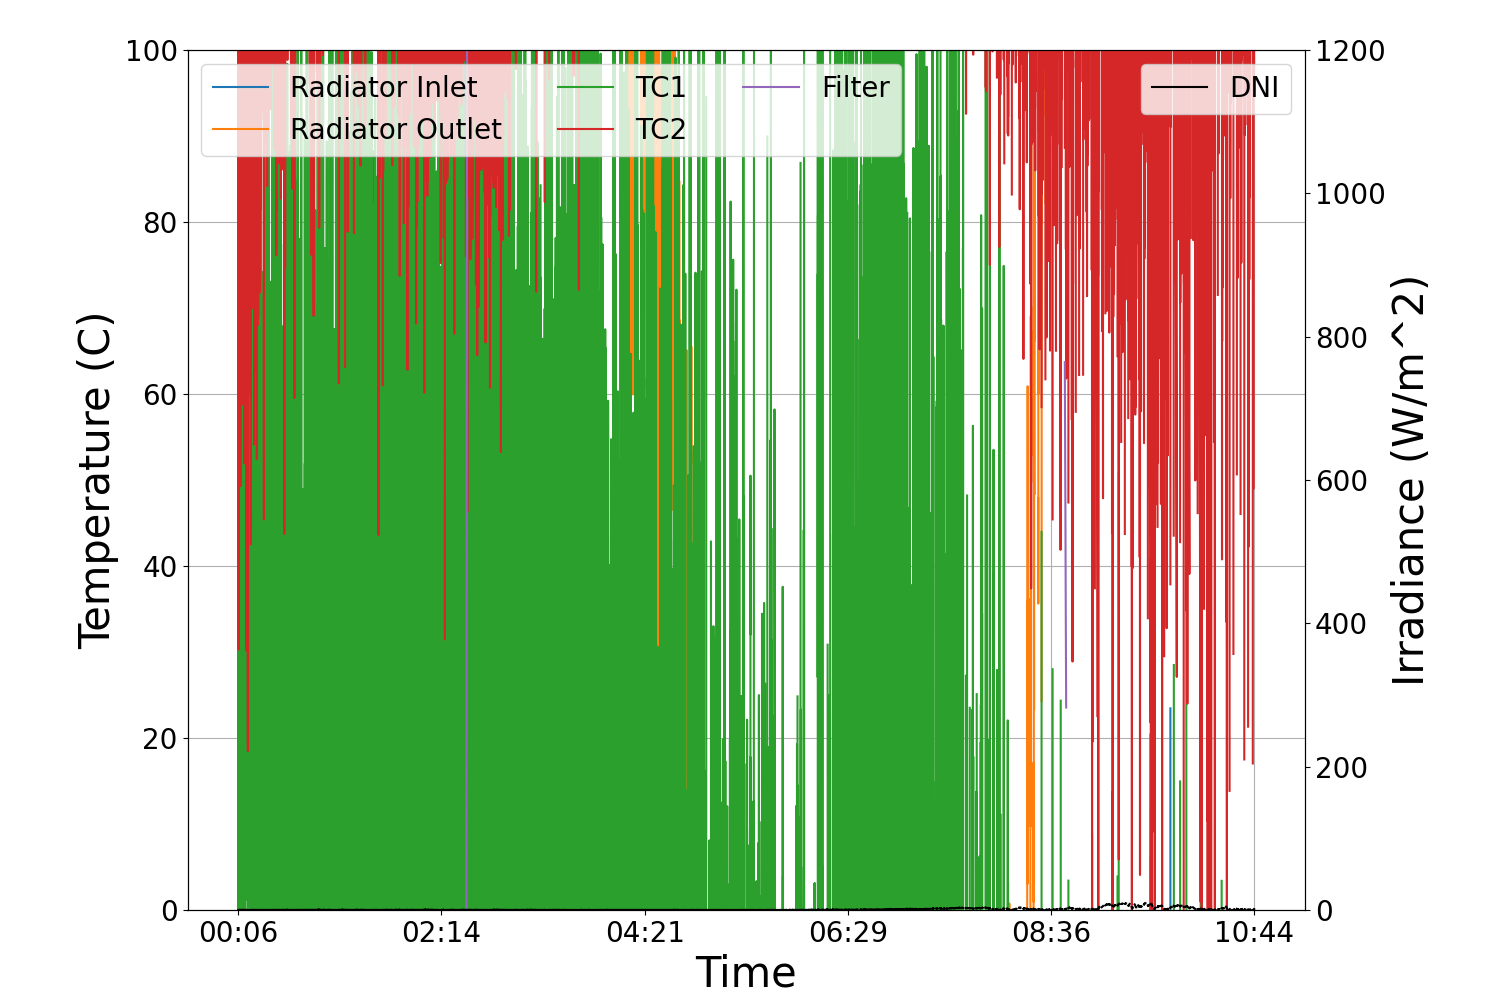 Radiator Inlet
Radiator Outlet
TC1
TC2
Filter
DNI
Temperature (C)
100
80
60
40
20
0
Irradiance (W/m^2)
1200
1000
800
600
400
200
0
00:06 02:14 04:21 06:29 08:36 10:44
Time